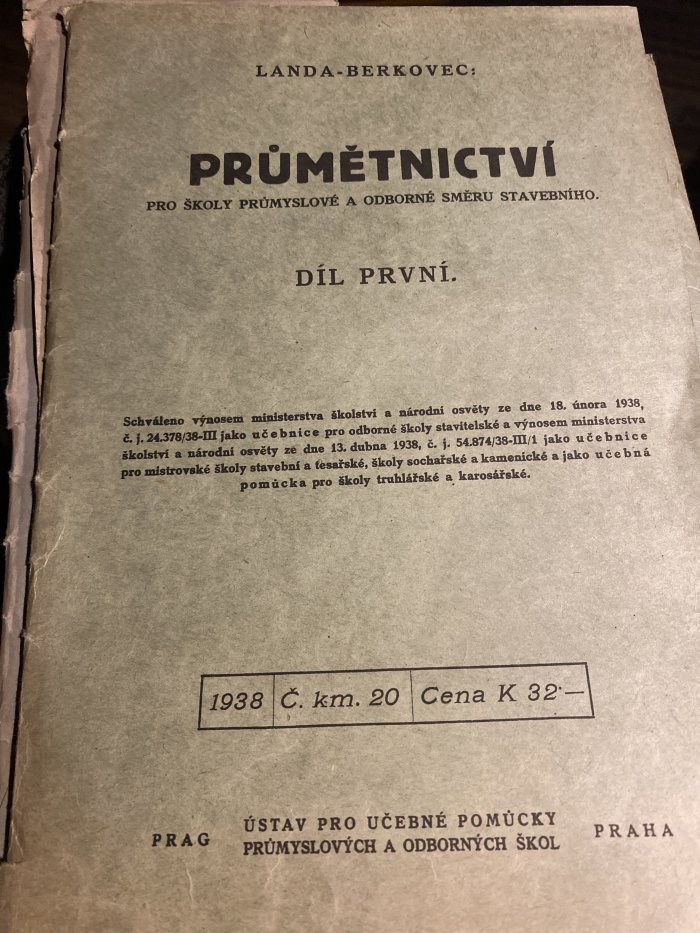 LANDA-BERKOVEC:
PRŮMĚTNICTVÍ
PRO ŠKOLY PRŮMYSLOVÉ A ODBORNÉ SMĚRU STAVEBNÍHO.
DÍL PRVNÍ.
Schváleno výnosem ministerstva školství a národní osvěty ze dne 18. února 1938,
č. j. 24.378/38-III jako učebnice pro odborné školy stavitelské a výnosem ministerstva
školství a národní osvěty ze dne 13. dubna 1938, č. j. 54.874/38-III/1 jako učebnice
pro mistrovské školy stavební a tesařské, školy sochařské a kamenické a jako učebná
pomůcka pro školy truhlářské a karosářské.
1938 Č. km. 20 Cena K 32·—
ÚSTAV PRO UČEBNÉ POMŮCKY
PRAG PRŮMYSLOVÝCH A ODBORNÝCH ŠKOL PRAHA